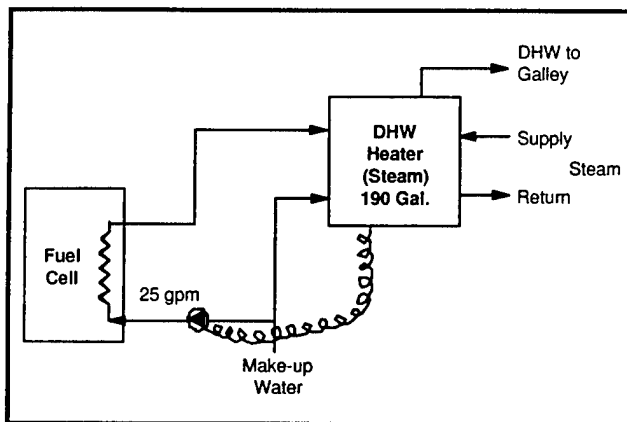 DHW to
Galley
DHW
Heater
(Steam)
190 Gal.
Supply
Steam
Return
Fuel
Cell
25 gpm
Make-up
Water